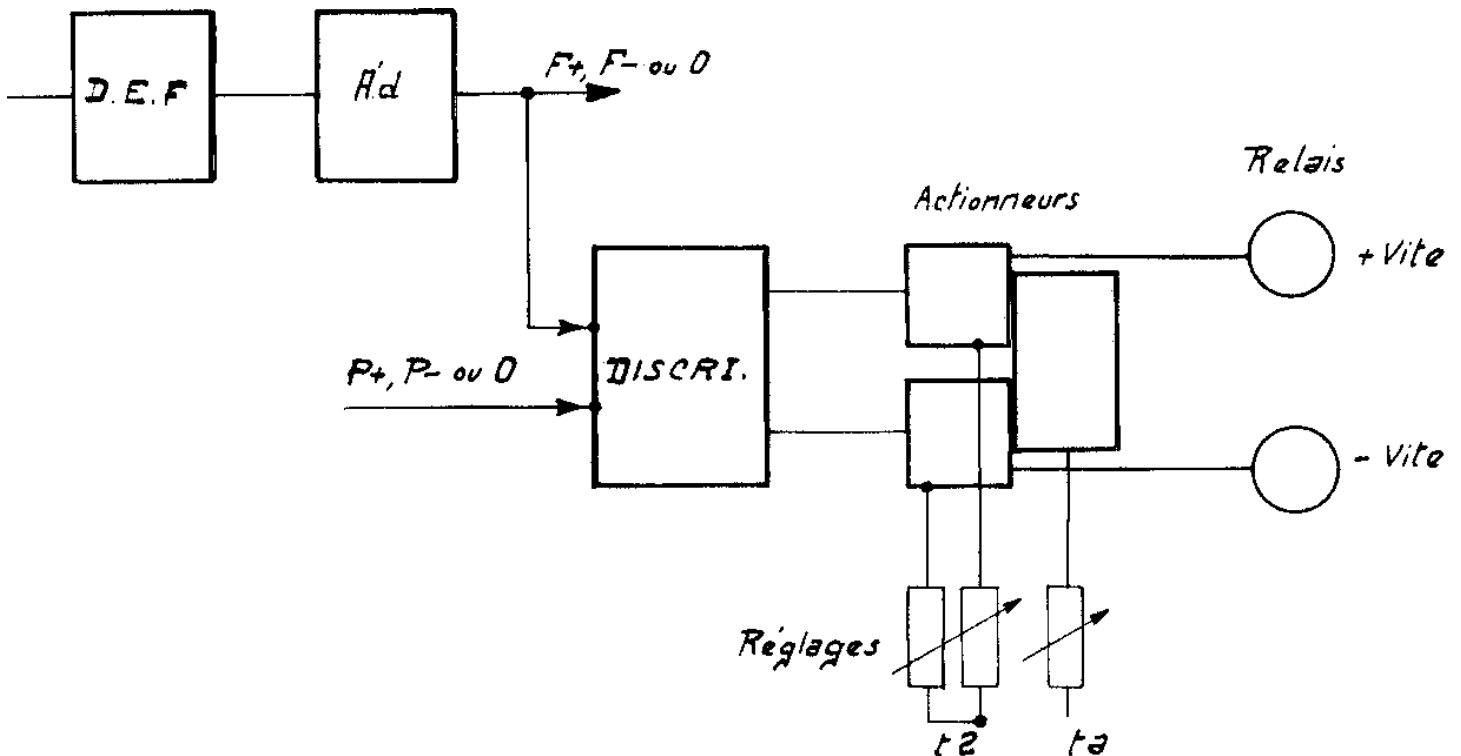 D.E.F
A'd
F+, F- ou 0
Relais
Actionneurs
+ Vite
P+, P- ou 0
DISCRI.
- Vite
Réglages
t2
ta